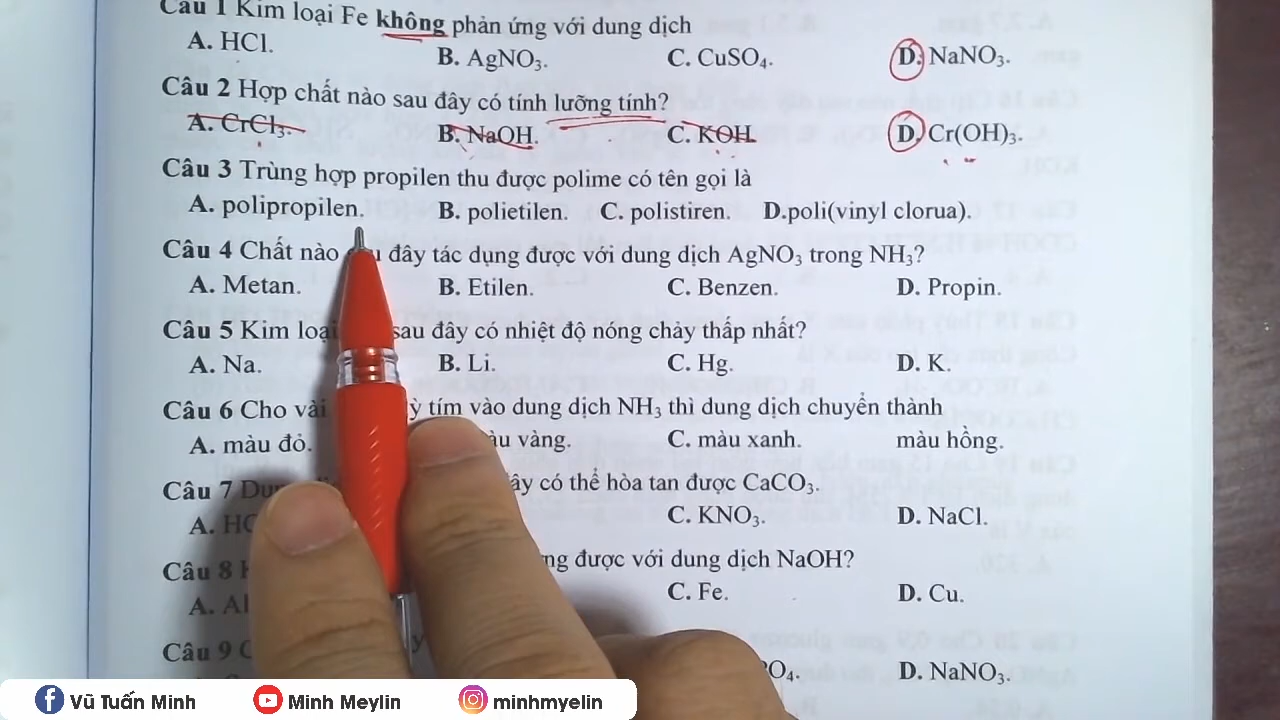 Câu 1 Kim loại Fe không phản ứng với dung dịch
A. HCl. B. AgNO₃. C. CuSO₄. D. NaNO₃.
Câu 2 Hợp chất nào sau đây có tính lưỡng tính?
A. CrCl₃. B. NaOH. C. KOH. D. Cr(OH)₃.
Câu 3 Trùng hợp propilen thu được polime có tên gọi là
A. polipropilen. B. polietilen. C. polistiren. D.poli(vinyl clorua).
Câu 4 Chất nào đây tác dụng được với dung dịch AgNO₃ trong NH₃?
A. Metan. B. Etilen. C. Benzen. D. Propin.
Câu 5 Kim loại sau đây có nhiệt độ nóng chảy thấp nhất?
A. Na. B. Li. C. Hg. D. K.
Câu 6 Cho vài tím vào dung dịch NH₃ thì dung dịch chuyển thành
A. màu đỏ. vàng. C. màu xanh. màu hồng.
Câu 7 có thể hòa tan được CaCO₃.
A. C. KNO₃. D. NaCl.
Câu 8 được với dung dịch NaOH?
A. C. Fe. D. Cu.
Câu 9
D. NaNO₃.
Vũ Tuấn Minh Minh Meylin minhmyelin